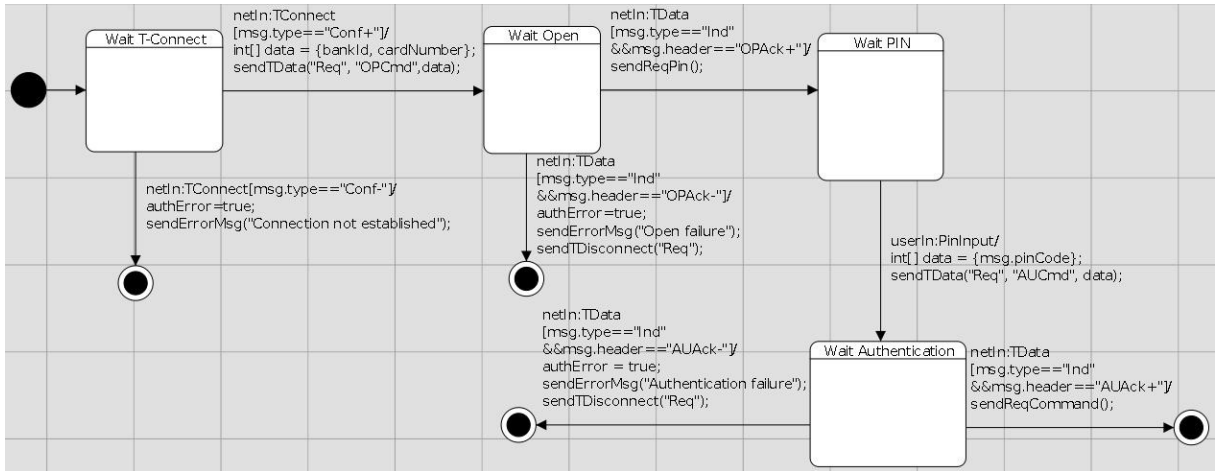 Wait T-Connect
netIn:TConnect
[msg.type=="Conf+"]/
int[] data = {bankId, cardNumber};
sendTData("Req", "OPCmd",data);
Wait Open
netIn:TData
[msg.type=="Ind"
&&msg.header=="OPAck+"]/
sendReqPin();
Wait PIN
netIn:TConnect[msg.type=="Conf-"]/
authError=true;
sendErrorMsg("Connection not established");
netIn:TData
[msg.type=="Ind"
&&msg.header=="OPAck-"]/
authError=true;
sendErrorMsg("Open failure");
sendTDisconnect("Req");
userIn:PinInput/
int[] data = {msg.pinCode};
sendTData("Req", "AUCmd", data);
netIn:TData
[msg.type=="Ind"
&&msg.header=="AUAck-"]/
authError = true;
sendErrorMsg("Authentication failure");
sendTDisconnect("Req");
Wait Authentication
netIn:TData
[msg.type=="Ind"
&&msg.header=="AUAck+"]/
sendReqCommand();